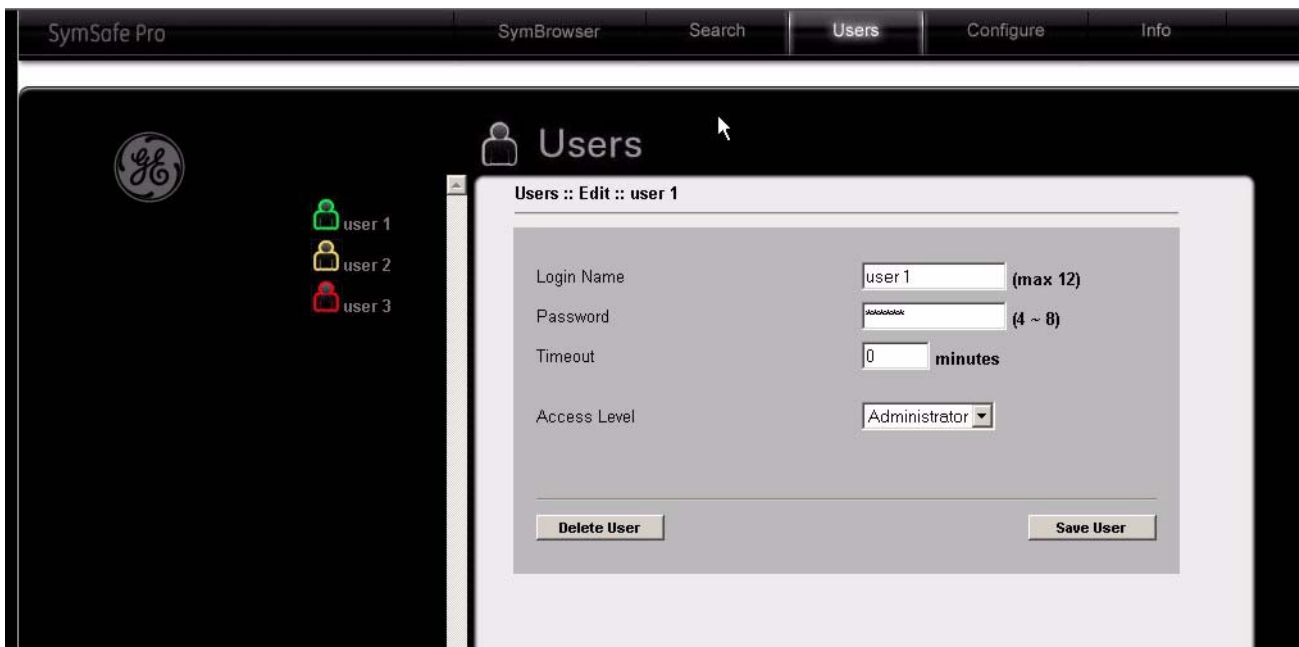 SymSafe Pro SymBrowser Search Users Configure Info
GE
Users
Users :: Edit :: user 1
user 1
user 2
user 3
Login Name user 1 (max 12)
Password ******* (4 ~ 8)
Timeout 0 minutes
Access Level Administrator
Delete User Save User